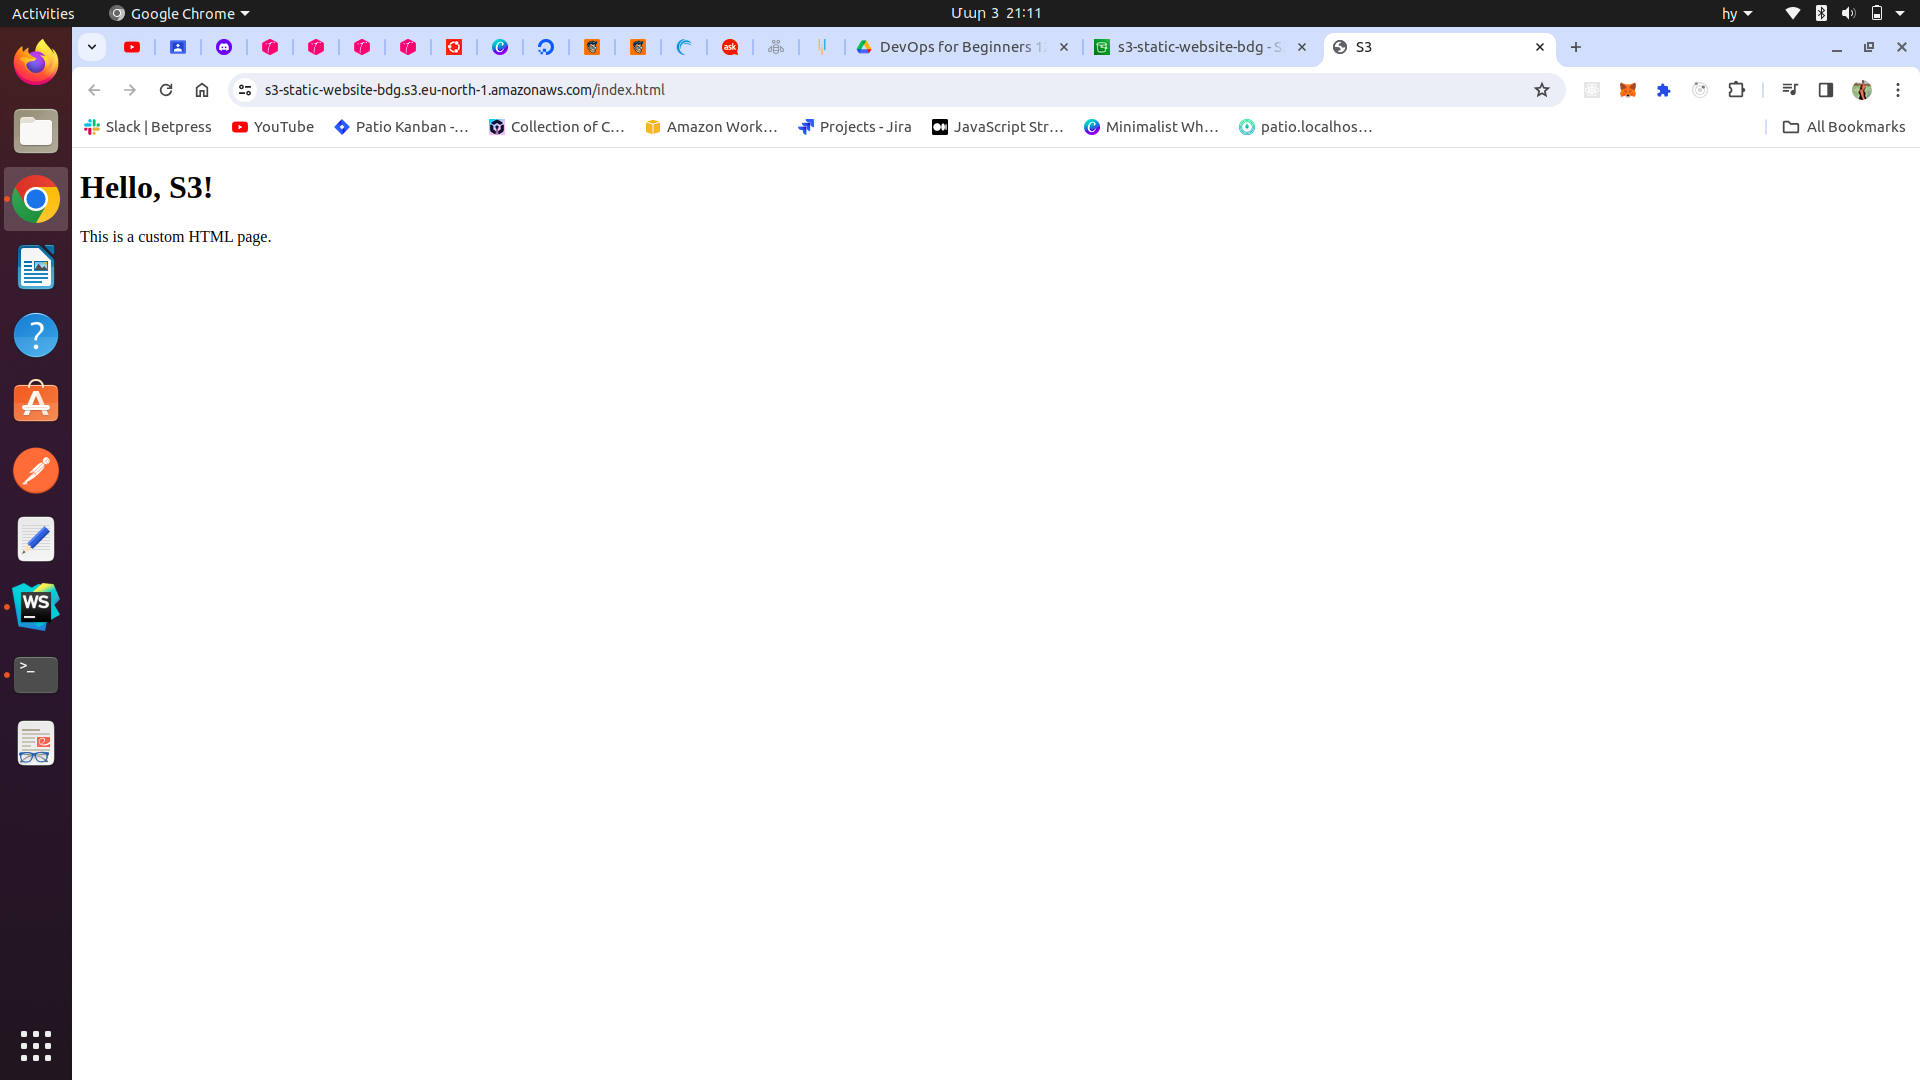 Activities
Google Chrome
Մար 3 21:11
hy
DevOps for Beginners 1
s3-static-website-bdg - S
S3
s3-static-website-bdg.s3.eu-north-1.amazonaws.com/index.html
Slack | Betpress
YouTube
Patio Kanban -…
Collection of C…
Amazon Work…
Projects - Jira
JavaScript Str…
Minimalist Wh…
patio.localhos…
All Bookmarks
Hello, S3!
This is a custom HTML page.
ask
WS
>_